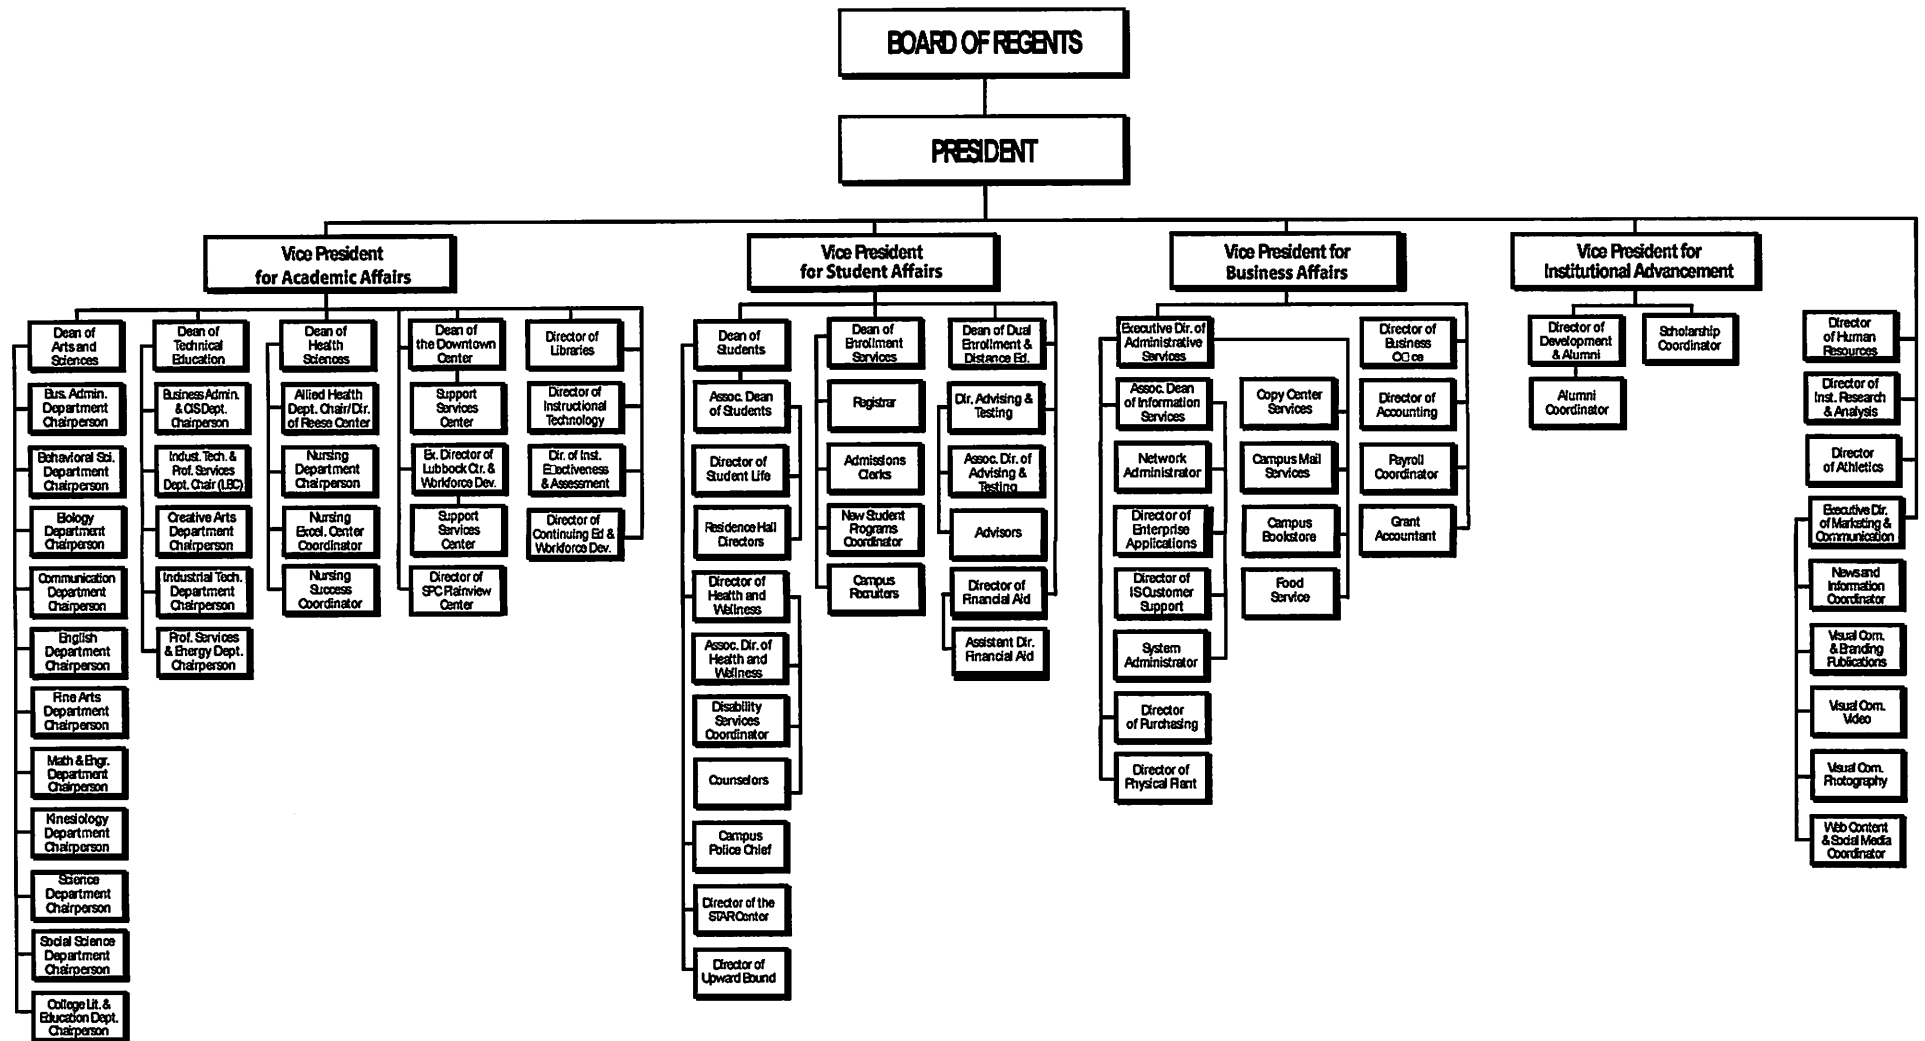 BOARD OF REGENTS
PRESIDENT
Vice President
for Academic Affairs
Vice President
for Student Affairs
Vice President for
Business Affairs
Vice President for
Institutional Advancement
Dean of
Arts and
Sciences
Bus. Admin.
Department
Chairperson
Behavioral Sci.
Department
Chairperson
Biology
Department
Chairperson
Communication
Department
Chairperson
English
Department
Chairperson
Fine Arts
Department
Chairperson
Math & Engr.
Department
Chairperson
Kinesiology
Department
Chairperson
Science
Department
Chairperson
Social Science
Department
Chairperson
College Lit. &
Education Dept.
Chairperson
Dean of
Technical
Education
Business Admin.
& CIS Dept.
Chairperson
Indust. Tech. &
Prof. Services
Dept. Chair (LBC)
Creative Arts
Department
Chairperson
Industrial Tech.
Department
Chairperson
Prof. Services
& Energy Dept.
Chairperson
Dean of
Health
Sciences
Allied Health
Dept. Chair/Dir.
of Reese Center
Nursing
Department
Chairperson
Nursing
Excel. Center
Coordinator
Nursing
Success
Coordinator
Dean of
the Downtown
Center
Support
Services
Center
Ex. Director of
Lubbock Ctr. &
Workforce Dev.
Support
Services
Center
Director of
SPC Plainview
Center
Director of
Libraries
Director of
Instructional
Technology
Dir. of Inst.
E□ectiveness
& Assessment
Director of
Continuing Ed &
Workforce Dev.
Dean of
Students
Assoc. Dean
of Students
Director of
Student Life
Residence Hall
Directors
Director of
Health and
Wellness
Assoc. Dir. of
Health and
Wellness
Disability
Services
Coordinator
Counselors
Campus
Police Chief
Director of the
STAR Center
Director of
Upward Bound
Dean of
Enrollment
Services
Registrar
Admissions
Clerks
New Student
Programs
Coordinator
Campus
Recruiters
Dean of Dual
Enrollment &
Distance Ed.
Dir. Advising &
Testing
Assoc. Dir. of
Advising &
Testing
Advisors
Director of
Financial Aid
Assistant Dir.
Financial Aid
Executive Dir. of
Administrative
Services
Assoc. Dean
of Information
Services
Network
Administrator
Director of
Enterprise
Applications
Director of
IS Customer
Support
System
Administrator
Director
of Purchasing
Director of
Physical Plant
Copy Center
Services
Campus Mail
Services
Campus
Bookstore
Food
Service
Director of
Business
O□ce
Director of
Accounting
Payroll
Coordinator
Grant
Accountant
Director of
Development
& Alumni
Alumni
Coordinator
Scholarship
Coordinator
Director
of Human
Resources
Director of
Inst. Research
& Analysis
Director
of Athletics
Executive Dir.
of Marketing &
Communication
News and
Information
Coordinator
Visual Com.
& Branding
Publications
Visual Com.
Video
Visual Com.
Photography
Web Content
& Social Media
Coordinator